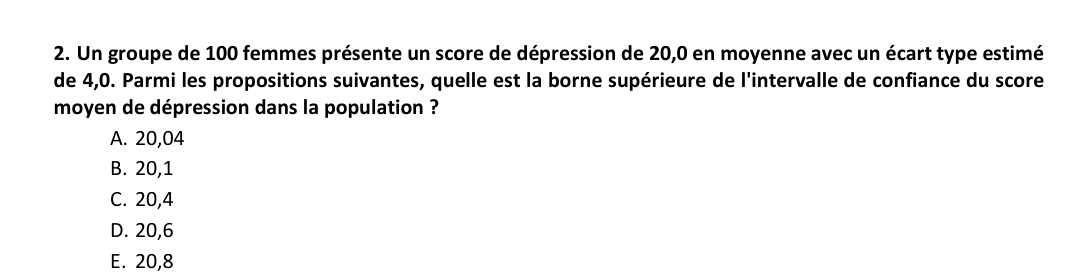 2. Un groupe de 100 femmes présente un score de dépression de 20,0 en moyenne avec un écart type estimé
de 4,0. Parmi les propositions suivantes, quelle est la borne supérieure de l'intervalle de confiance du score
moyen de dépression dans la population ?
A. 20,04
B. 20,1
C. 20,4
D. 20,6
E. 20,8